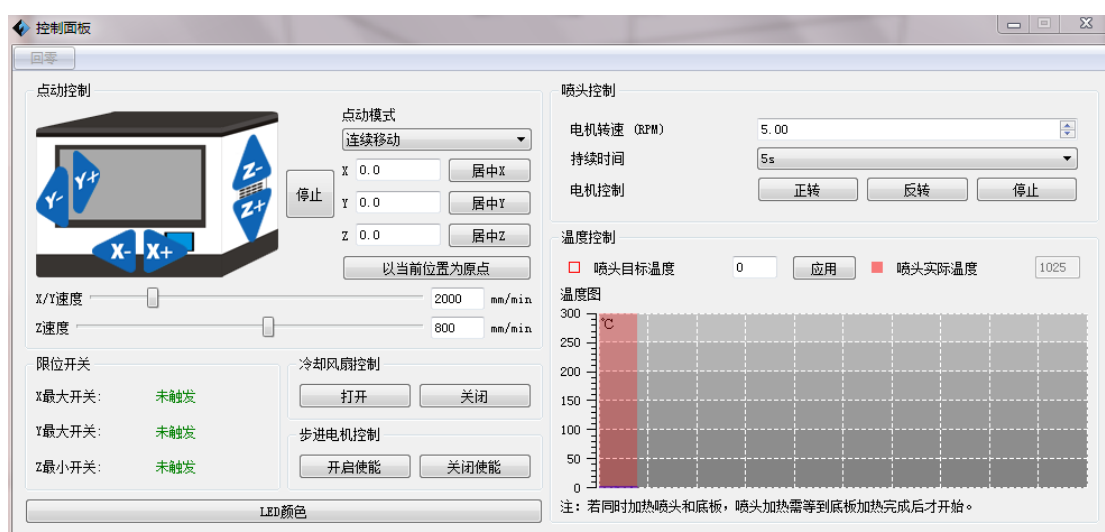 控制面板
回零
点动控制
点动模式
连续移动
Y- Y+ Z- Z+ X- X+
停止
X 0.0 居中X
Y 0.0 居中Y
Z 0.0 居中Z
以当前位置为原点
X/Y速度 2000 mm/min
Z速度 800 mm/min
限位开关
X最大开关: 未触发
Y最大开关: 未触发
Z最小开关: 未触发
冷却风扇控制
打开 关闭
步进电机控制
开启使能 关闭使能
LED颜色
喷头控制
电机转速 (RPM) 5.00
持续时间 5s
电机控制 正转 反转 停止
温度控制
喷头目标温度 0 应用 喷头实际温度 1025
温度图
℃
300
250
200
150
100
50
0
注: 若同时加热喷头和底板, 喷头加热需等到底板加热完成后才开始。